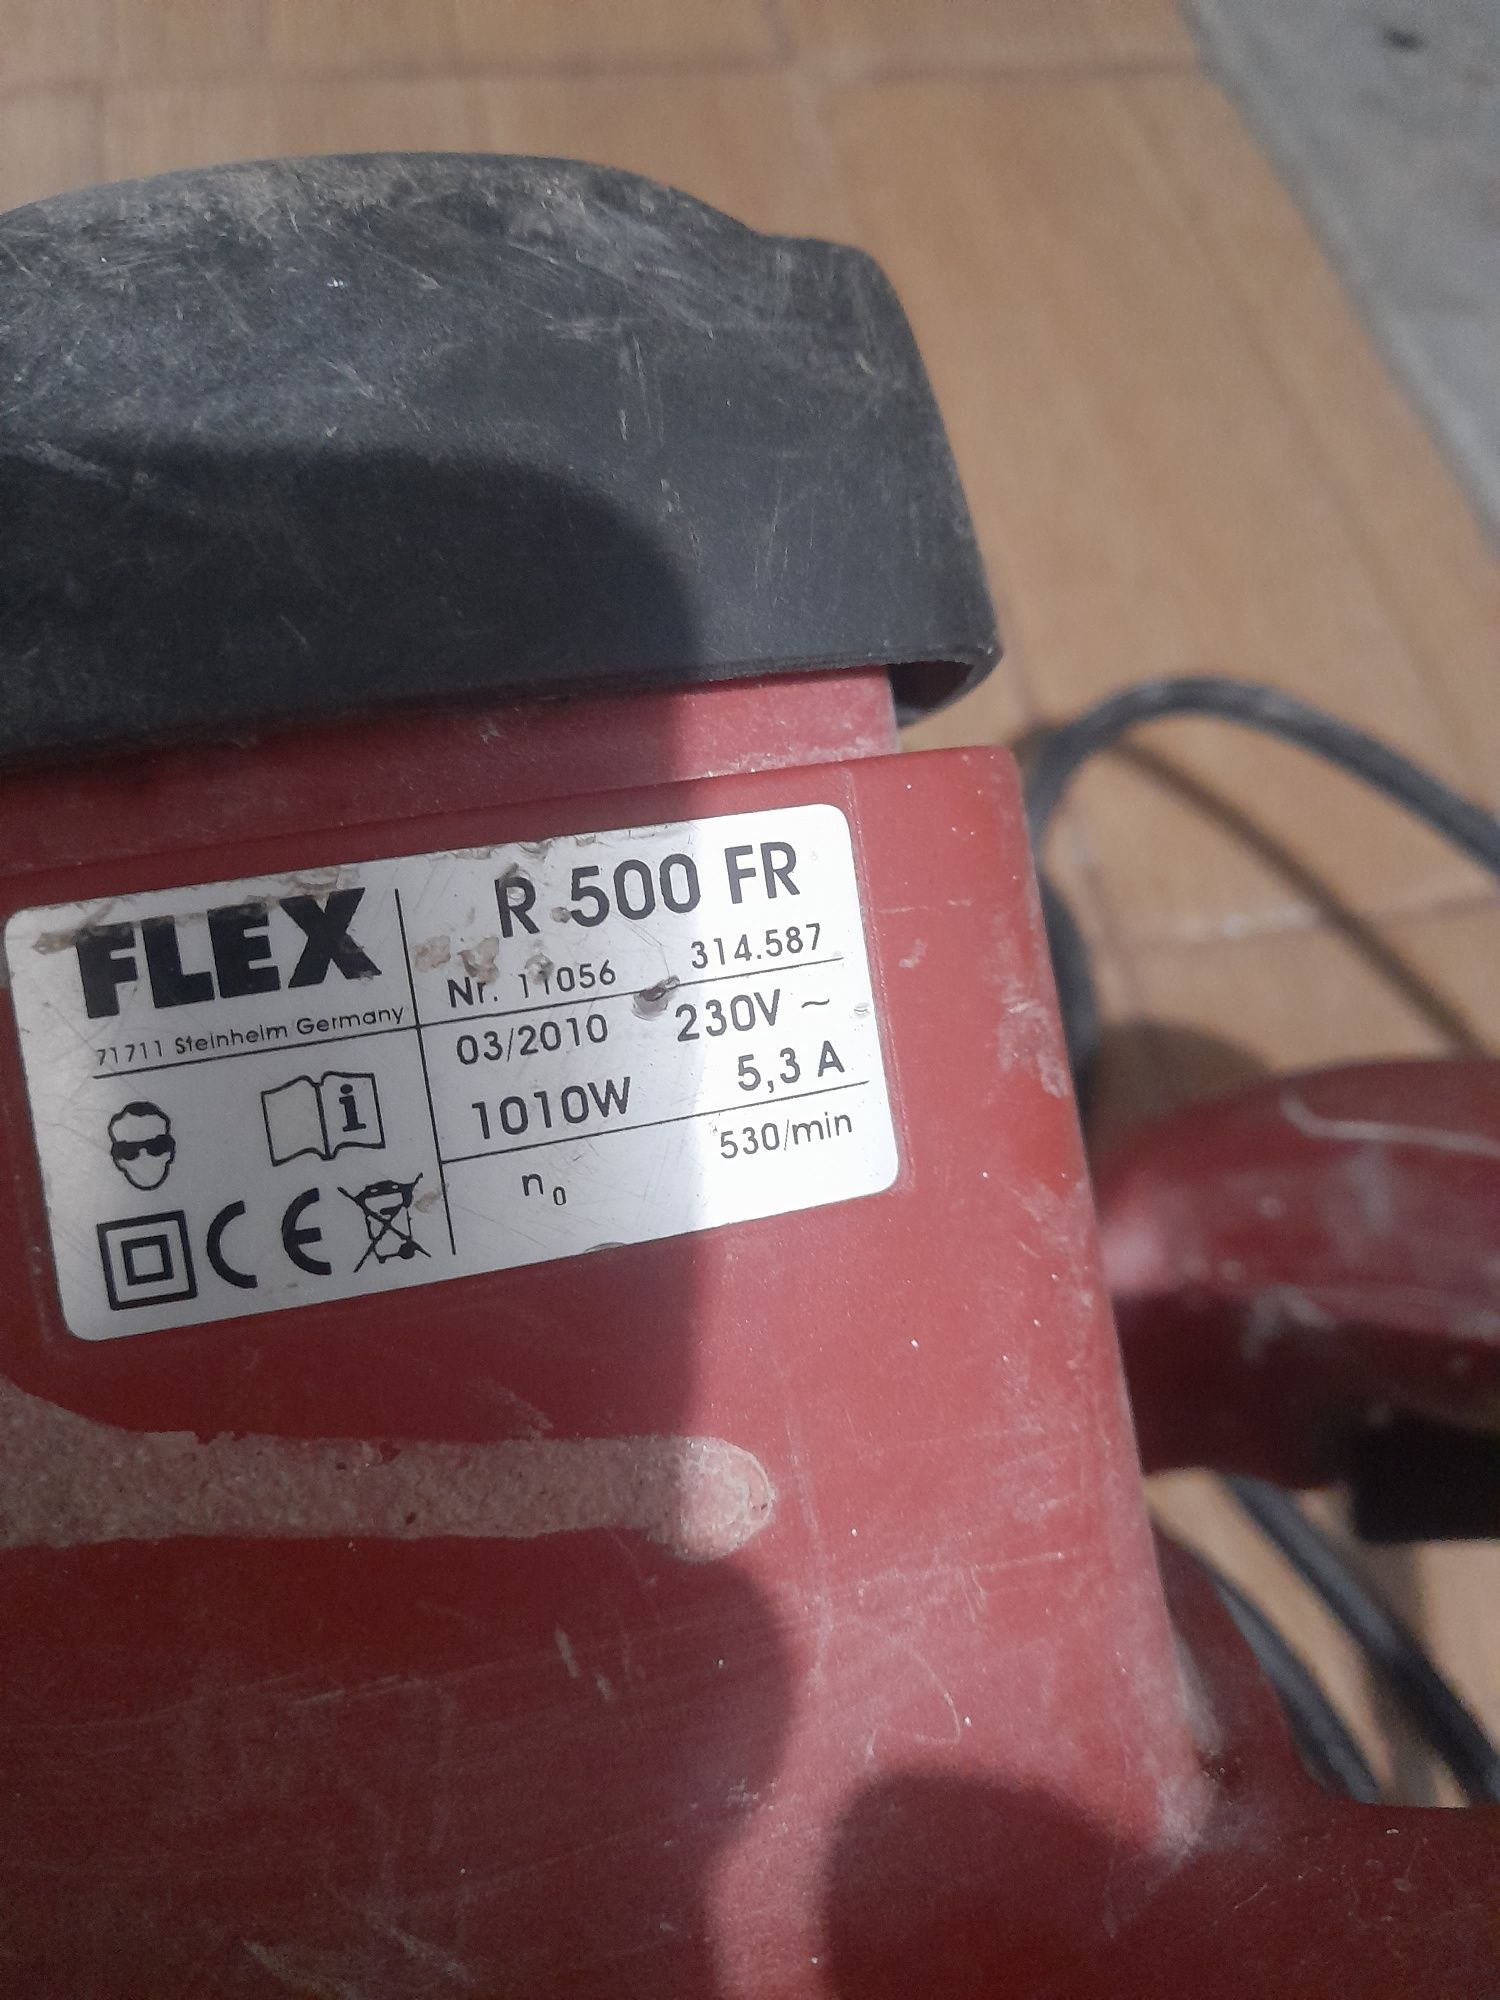 FLEX
71711 Steinheim Germany
R 500 FR
Nr. 11056 314.587
03/2010 230V ~
1010W 5,3 A
n0 530/min
i
CE